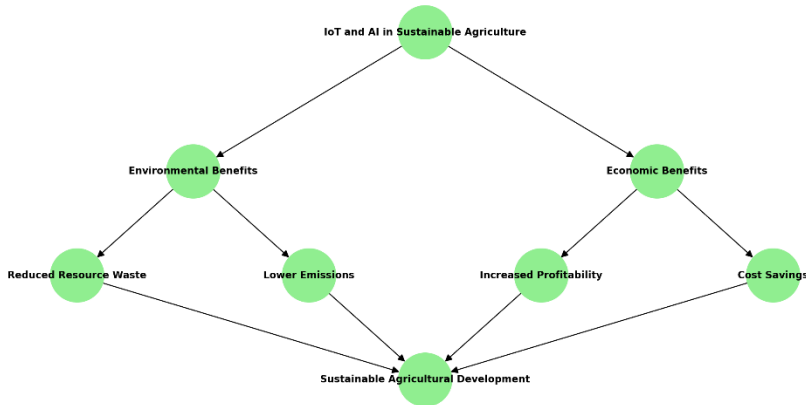 IoT and AI in Sustainable Agriculture
Environmental Benefits
Economic Benefits
Reduced Resource Waste
Lower Emissions
Increased Profitability
Cost Savings
Sustainable Agricultural Development